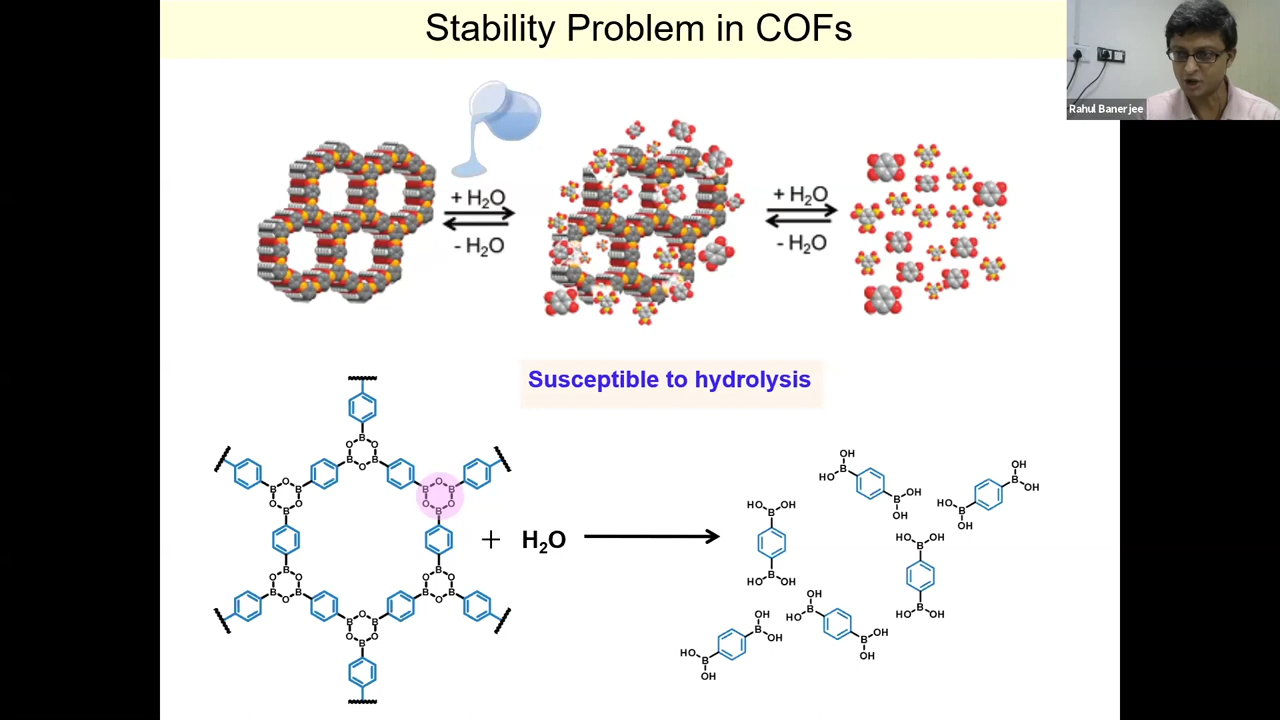 Stability Problem in COFs
Rahul Banerjee
+ H₂O
- H₂O
+ H₂O
- H₂O
Susceptible to hydrolysis
B O B O B O
B O B O B O
B O B O B O
B O B O B O
B O B O B O
B O B O B O
+ H₂O
HO B OH
HO B OH
OH
HO B
B OH
OH
OH
B OH
HO B
OH
HO B OH
HO B OH
OH
B OH
HO B
OH
OH
HO B
B OH
OH